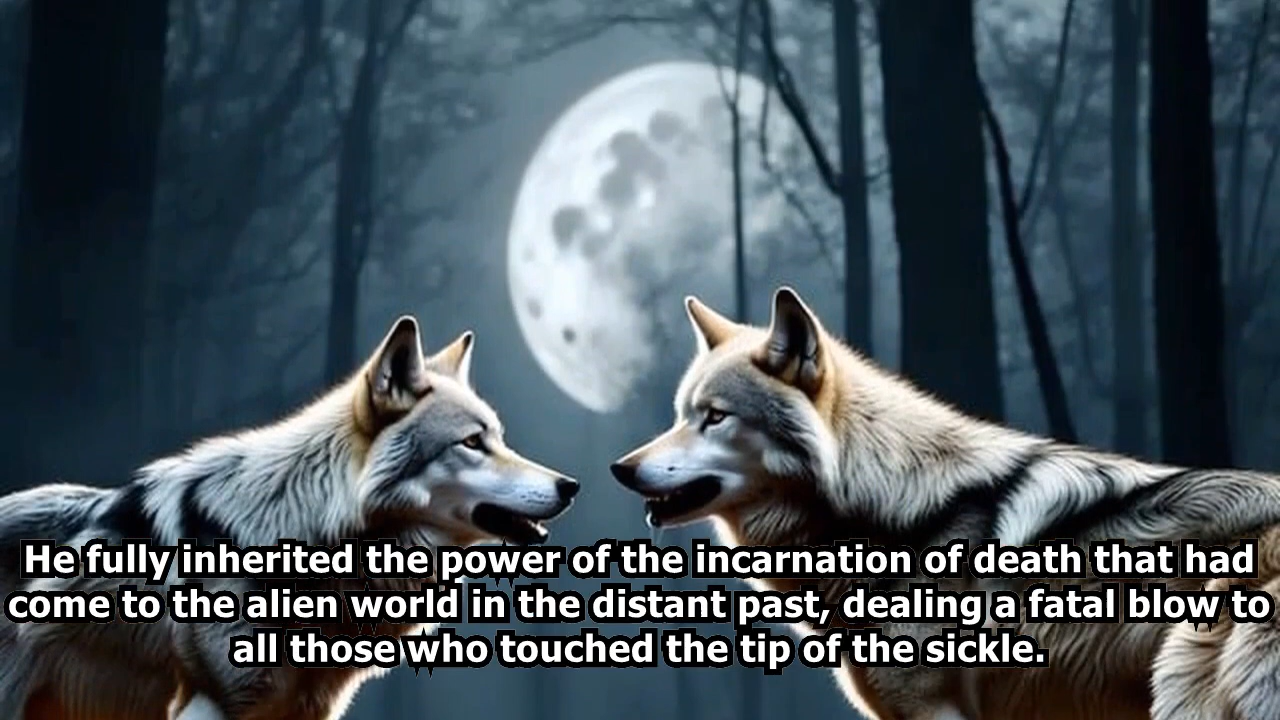 He fully inherited the power of the incarnation of death that had
come to the alien world in the distant past, dealing a fatal blow to
all those who touched the tip of the sickle.